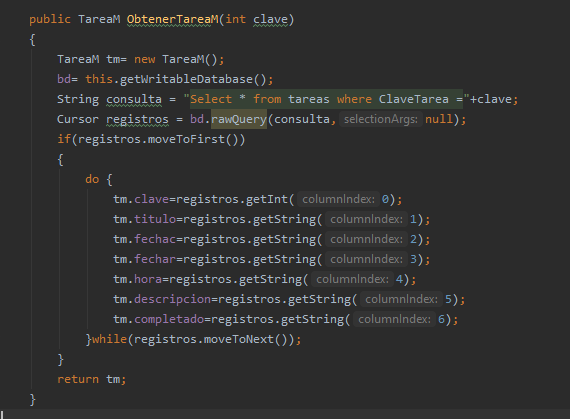 public TareaM ObtenerTareaM(int clave)
{
TareaM tm= new TareaM();
bd= this.getWritableDatabase();
String consulta = "Select * from tareas where ClaveTarea ="+clave;
Cursor registros = bd.rawQuery(consulta, selectionArgs: null);
if(registros.moveToFirst())
{
do {
tm.clave=registros.getInt( columnIndex: 0);
tm.titulo=registros.getString( columnIndex: 1);
tm.fechac=registros.getString( columnIndex: 2);
tm.fechar=registros.getString( columnIndex: 3);
tm.hora=registros.getString( columnIndex: 4);
tm.descripcion=registros.getString( columnIndex: 5);
tm.completado=registros.getString( columnIndex: 6);
}while(registros.moveToNext());
}
return tm;
}